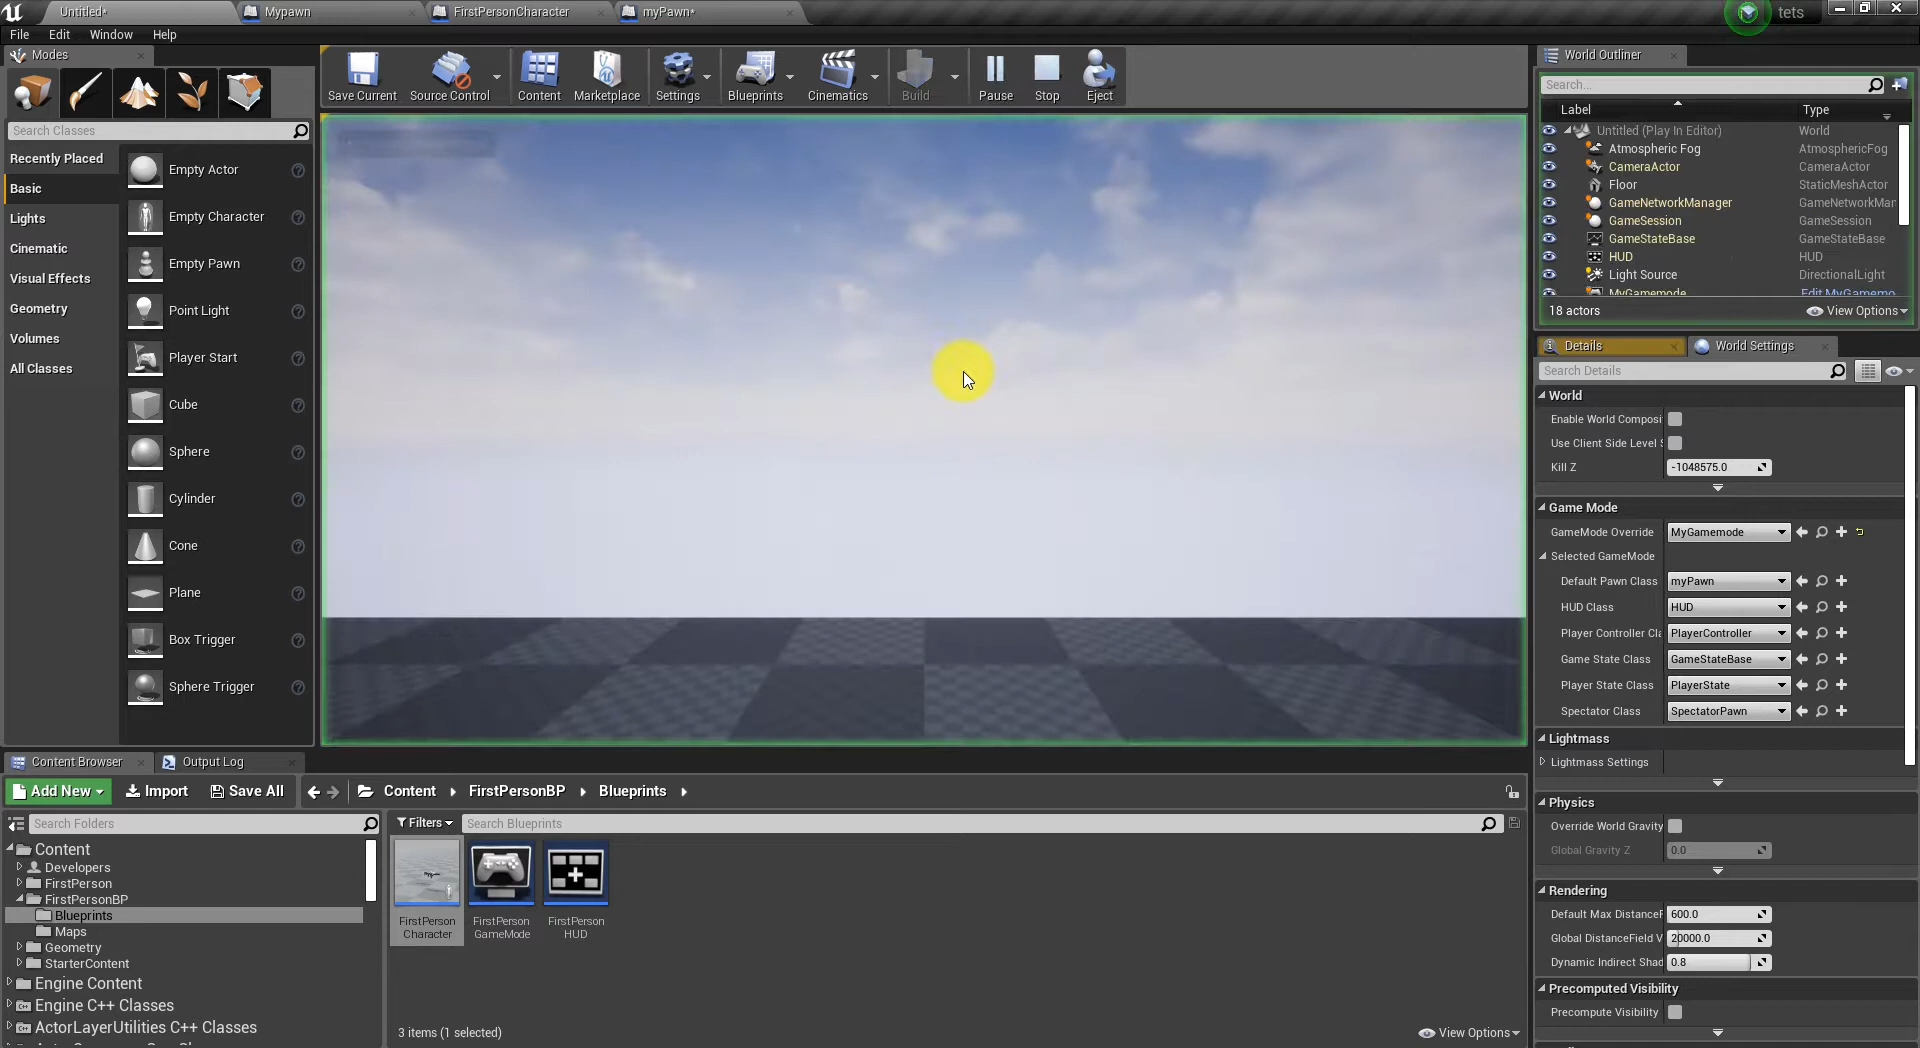 Untitled*
Mypawn
FirstPersonCharacter
myPawn*
tets
File Edit Window Help
Modes
Save Current
Source Control
Content
Marketplace
Settings
Blueprints
Cinematics
Build
Pause
Stop
Eject
Search Classes
Recently Placed
Basic
Lights
Cinematic
Visual Effects
Geometry
Volumes
All Classes
Empty Actor
Empty Character
Empty Pawn
Point Light
Player Start
Cube
Sphere
Cylinder
Cone
Plane
Box Trigger
Sphere Trigger
World Outliner
Search...
Label Type
Untitled (Play In Editor) World
Atmospheric Fog AtmosphericFog
CameraActor CameraActor
Floor StaticMeshActor
GameNetworkManager GameNetworkMar
GameSession GameSession
GameStateBase GameStateBase
HUD HUD
Light Source DirectionalLight
MyGamemode Edit MyGamemo
18 actors View Options
Details
World Settings
Search Details
World
Enable World Composi
Use Client Side Level S
Kill Z -1048575.0
Game Mode
GameMode Override MyGamemode
Selected GameMode
Default Pawn Class myPawn
HUD Class HUD
Player Controller Cla PlayerController
Game State Class GameStateBase
Player State Class PlayerState
Spectator Class SpectatorPawn
Lightmass
Lightmass Settings
Physics
Override World Gravity
Global Gravity Z 0.0
Rendering
Default Max DistanceF 600.0
Global DistanceField V 20000.0
Dynamic Indirect Shad 0.8
Precomputed Visibility
Precompute Visibility
Content Browser
Output Log
Add New Import Save All Content FirstPersonBP Blueprints
Search Folders
Filters Search Blueprints
Content
Developers
FirstPerson
FirstPersonBP
Blueprints
Maps
Geometry
StarterContent
Engine Content
Engine C++ Classes
ActorLayerUtilities C++ Classes
FirstPerson
Character
FirstPerson
GameMode
FirstPerson
HUD
3 items (1 selected)
View Options